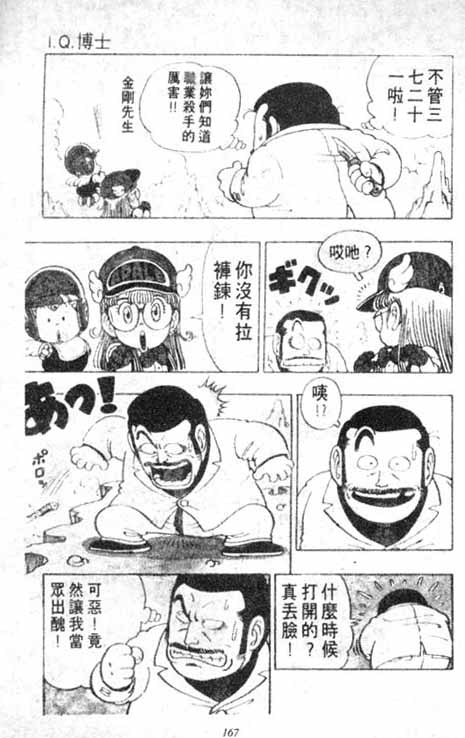 I.Q.博士
不管三
七二十
一啦！
讓妳們知道
職業殺手的
厲害!!
金剛先生
哎吔？
ギクッ
你沒有拉
褲鍊！
咦
!?
あっ！
ポロッ
什麼時候
打開的？
真丟臉！
可惡！竟
然讓我當
眾出醜！
167